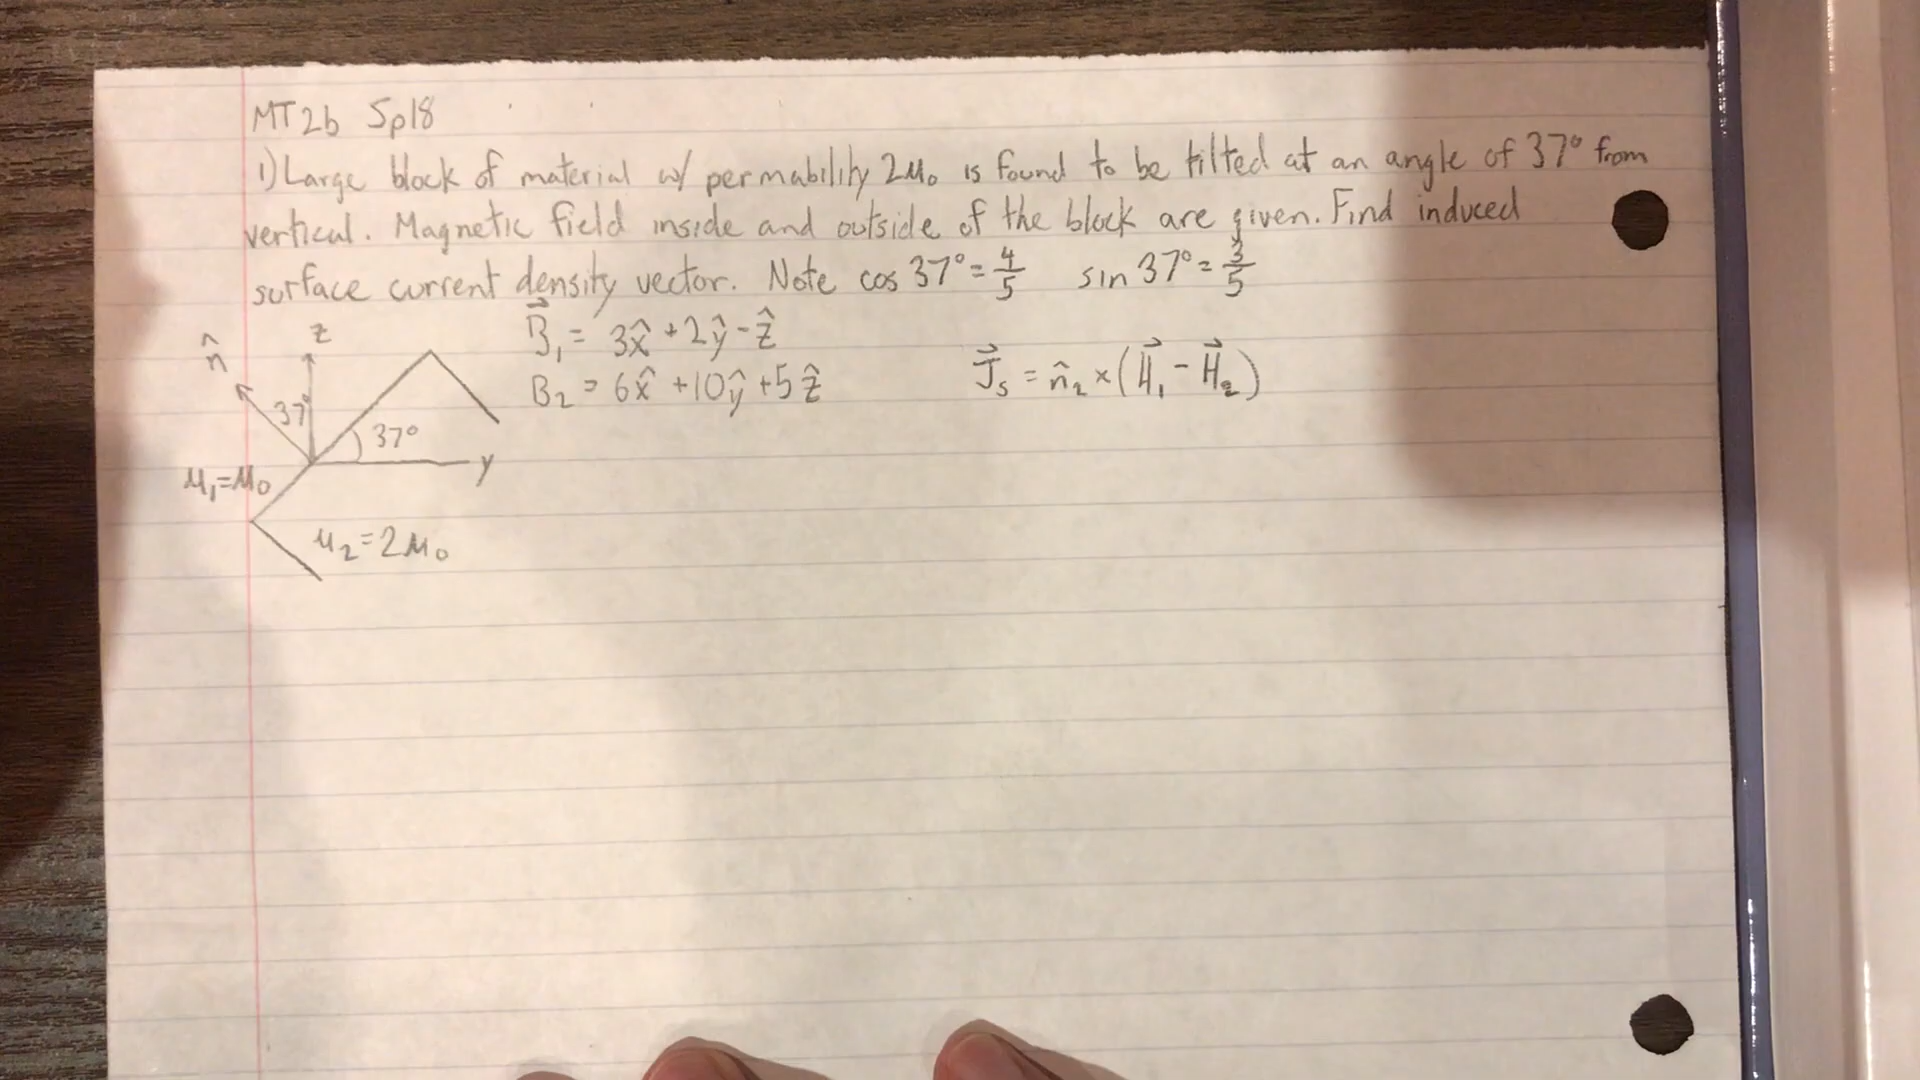 MT2b Sp18
1) Large block of material w/ permability 2μ₀ is found to be tilted at an angle of 37° from
vertical. Magnetic field inside and outside of the block are given. Find induced
surface current density vector. Note cos 37° = 4/5 sin 37° = 3/5
B⃗₁ = 3x̂ + 2ŷ - ẑ
B₂ = 6x̂ + 10ŷ + 5ẑ
J⃗s = n̂₂ × (H⃗₁ - H⃗₂)
n̂
z
37°
37°
y
μ₁ = μ₀
μ₂ = 2μ₀